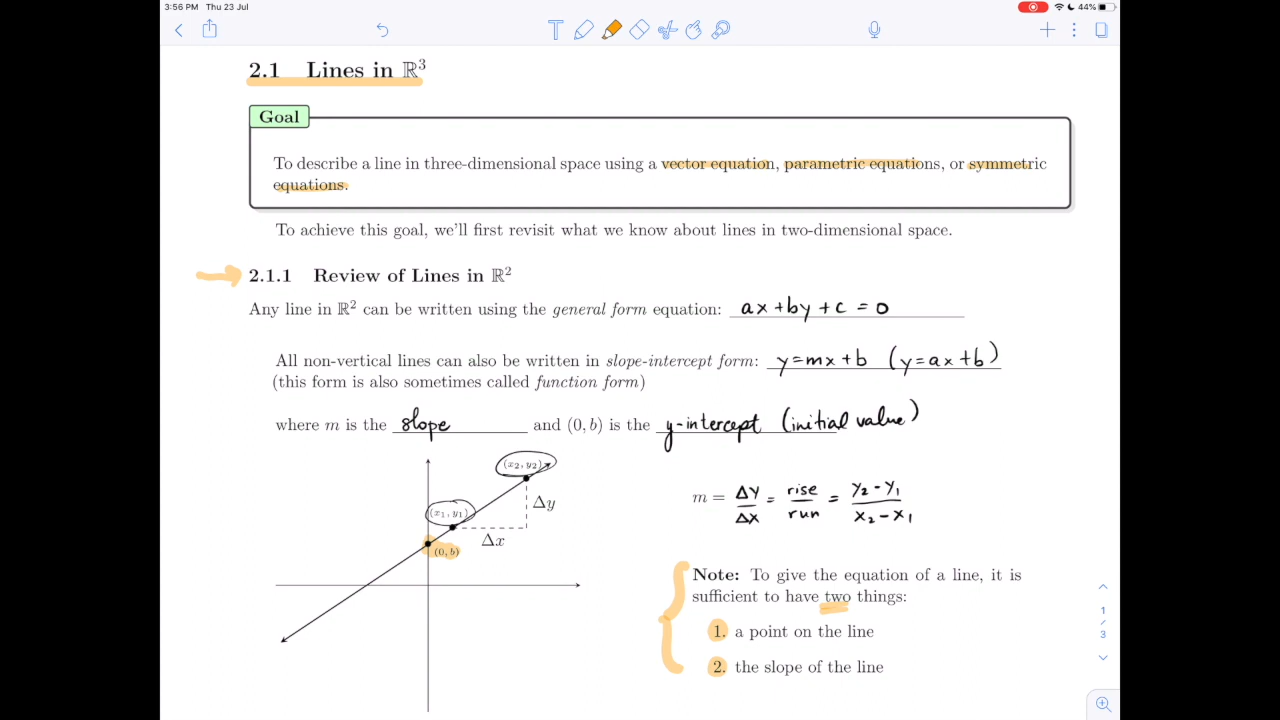 3:56 PM Thu 23 Jul 44%
2.1 Lines in ℝ³
Goal
To describe a line in three-dimensional space using a vector equation, parametric equations, or symmetric
equations.
To achieve this goal, we'll first revisit what we know about lines in two-dimensional space.
2.1.1 Review of Lines in ℝ²
Any line in ℝ² can be written using the general form equation: ax+by+c=0
All non-vertical lines can also be written in slope-intercept form: y=mx+b (y=ax+b)
(this form is also sometimes called function form)
where m is the slope and (0, b) is the y-intercept (initial value)
(x₂, y₂)
(x₁, y₁)
Δy
Δx
(0, b)
m = ΔY/ΔX = rise/run = (y₂-y₁)/(x₂-x₁)
Note: To give the equation of a line, it is
sufficient to have two things:
1. a point on the line
2. the slope of the line
1
/
3